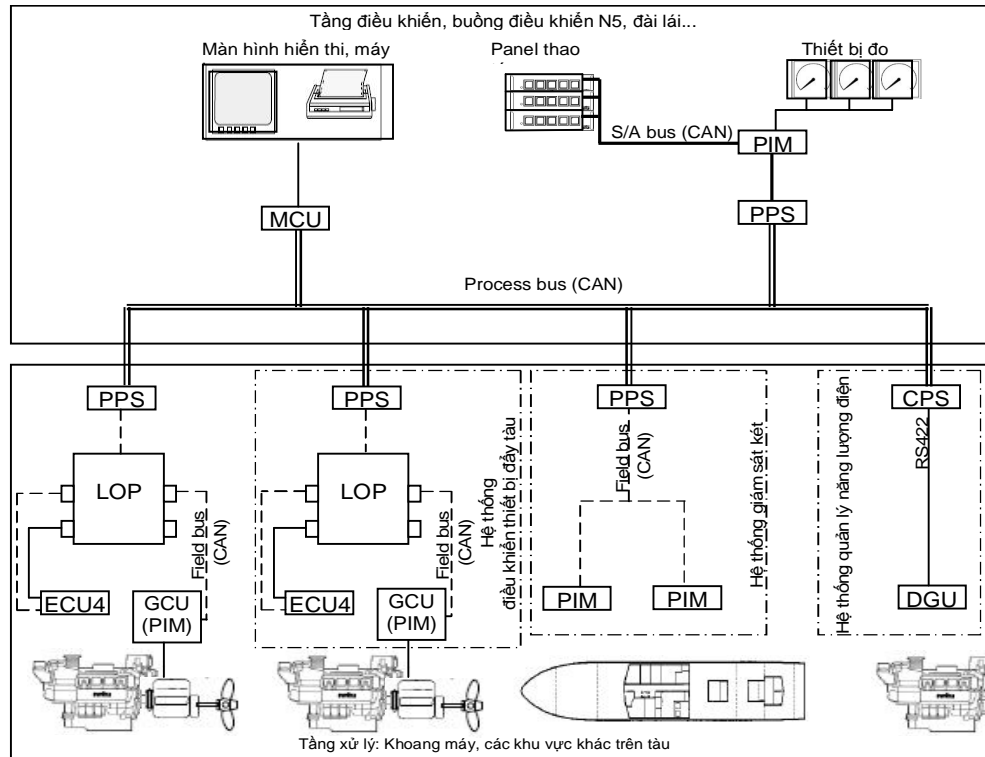 Tầng điều khiển, buồng điều khiển N5, đài lái...
Màn hình hiển thi, máy
Panel thao
Thiết bị đo
S/A bus (CAN)
PIM
MCU
PPS
Process bus (CAN)
PPS
PPS
PPS
CPS
LOP
Field bus
(CAN)
ECU4
GCU
(PIM)
LOP
Field bus
(CAN)
ECU4
GCU
(PIM)
Hệ thống
điều khiển thiết bị đẩy tàu
Field bus
(CAN)
PIM
PIM
Hệ thống giám sát két
Hệ thống quản lý năng lượng điện
RS422
DGU
Tầng xử lý: Khoang máy, các khu vực khác trên tàu